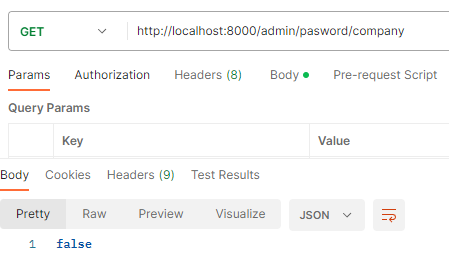 GET http://localhost:8000/admin/pasword/company
Params Authorization Headers (8) Body Pre-request Script
Query Params
Key Value
Body Cookies Headers (9) Test Results
Pretty Raw Preview Visualize JSON
1 false